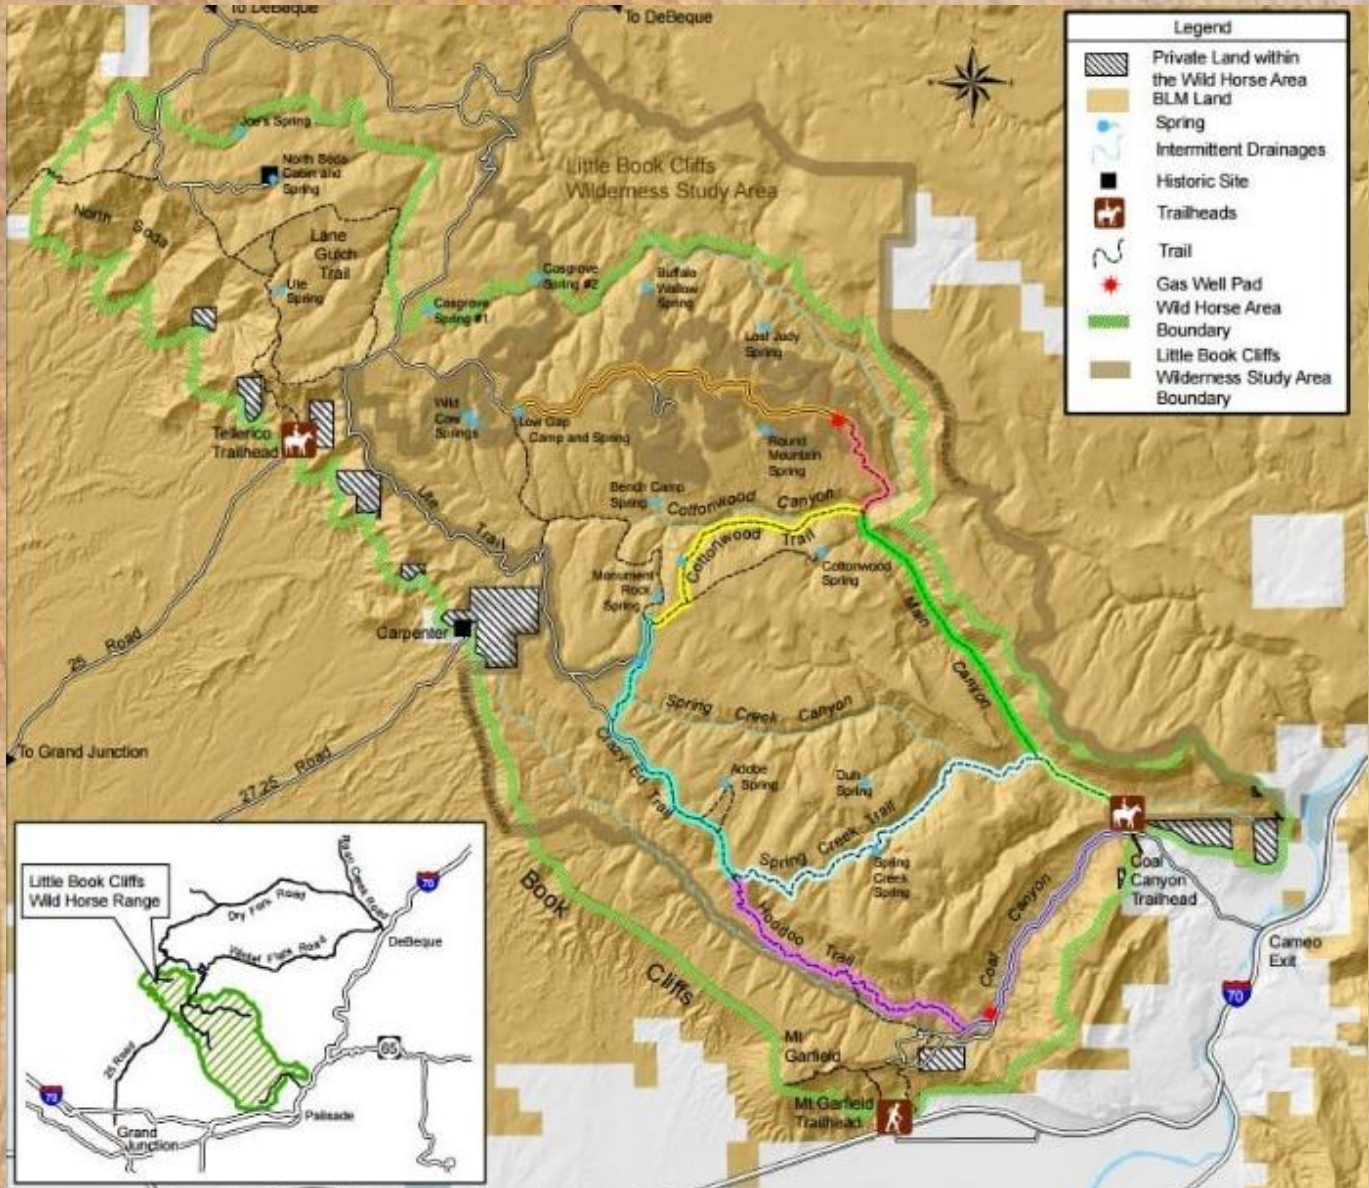 To DeBeque
To DeBeque
Legend
Private Land within
the Wild Horse Area
BLM Land
Spring
Intermittent Drainages
Historic Site
Trailheads
Trail
Gas Well Pad
Wild Horse Area
Boundary
Little Book Cliffs
Wilderness Study Area
Boundary
Joe's Spring
North Soda
Cabin and
Spring
Little Book Cliffs
Wilderness Study Area
North Soda
Lane
Gulch
Trail
Ute
Spring
Cosgrove
Spring #1
Cosgrove
Spring #2
Buffalo
Wallow
Spring
Lost Judy
Spring
Wild
Cow
Springs
Low Gap
Camp and Spring
Round
Mountain
Spring
Tellerico
Trailhead
Bench Camp
Spring
Cottonwood Canyon
Ute Trail
Cottonwood Trail
Cottonwood
Spring
Monument
Rock
Spring
Main Canyon
Carpenter
25 Road
27.25 Road
To Grand Junction
Spring Creek Canyon
Crazy Ed Trail
Adobe
Spring
Duh
Spring
Spring Creek Trail
Spring
Creek
Spring
Coal
Canyon
Trailhead
Hoodoo Trail
Coal Canyon
Book Cliffs
Cameo
Exit
70
Mt
Garfield
Mt Garfield
Trailhead
Little Book Cliffs
Wild Horse Range
Dry Fork Road
Roan Creek Road
Winter Flats Road
70
DeBeque
25 Road
65
70
Palisade
Grand
Junction